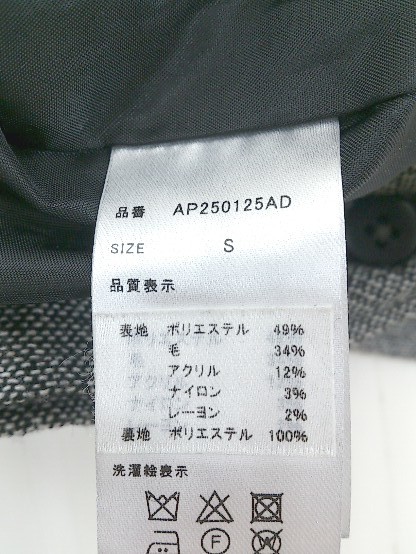 品番 AP250125AD
SIZE S
品質表示
表地 ポリエステル 49%
毛 34%
アクリル 12%
ナイロン 3%
レーヨン 2%
裏地 ポリエステル 100%
洗濯絵表示
F W